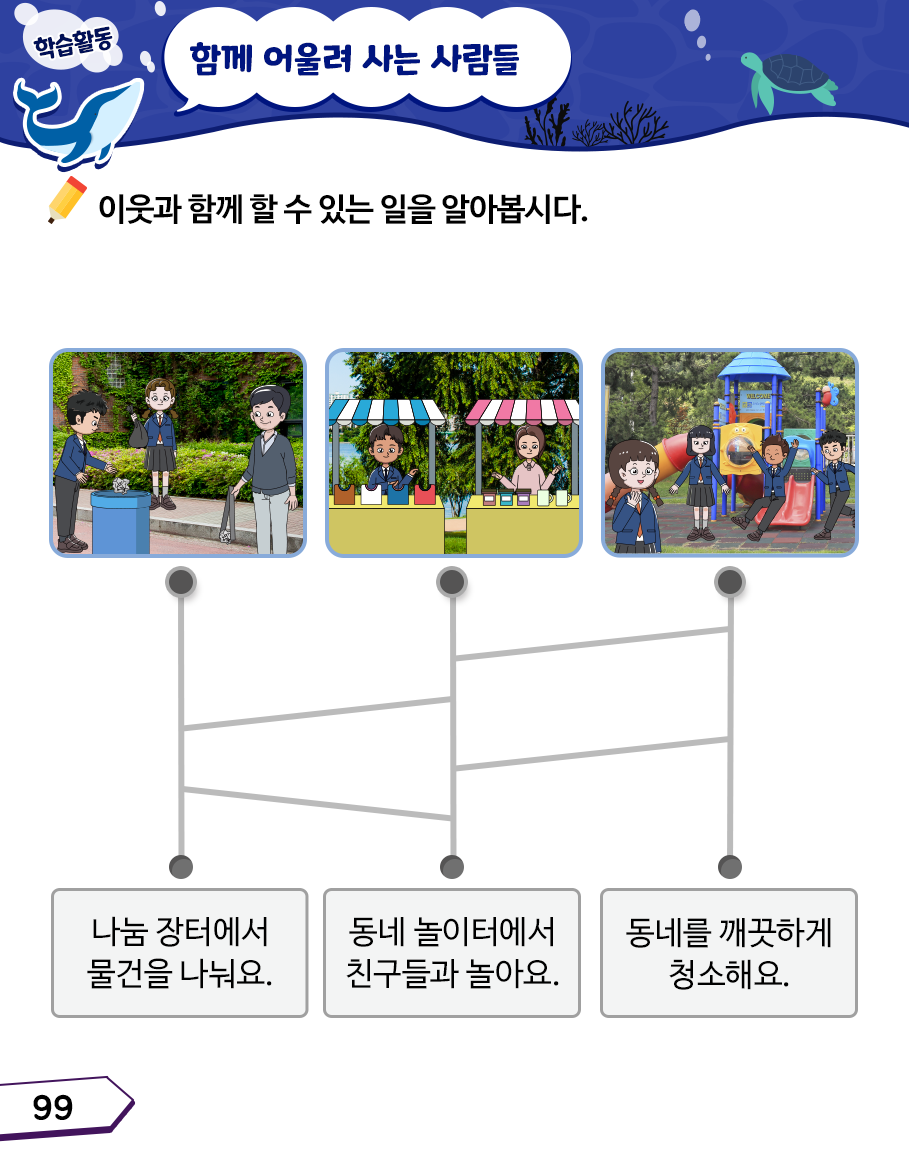 학습활동
함께 어울려 사는 사람들
이웃과 함께 할 수 있는 일을 알아봅시다.
WELCOME
나눔 장터에서
물건을 나눠요.
동네 놀이터에서
친구들과 놀아요.
동네를 깨끗하게
청소해요.
99